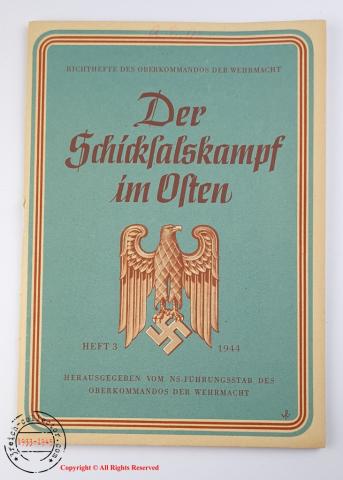 RICHTHEFTE DES OBERKOMMANDOS DER WEHRMACHT
Der
Schicksalskampf
im Osten
HEFT 3 1944
HERAUSGEGEBEN VOM NS.-FÜHRUNGSSTAB DES
OBERKOMMANDOS DER WEHRMACHT
1933-1945
Copyright © All Rights Reserved